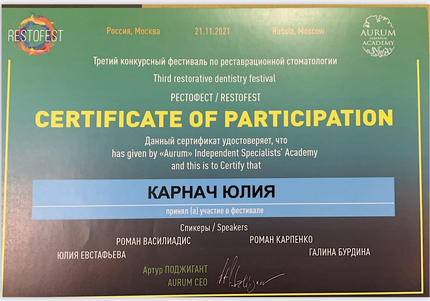 RESTOFEST
Россия, Москва 21.11.2021 Russia, Moscow
AURUM
ACADEMY
Третий конкурсный фестиваль по реставрационной стоматологии
Third restorative dentistry festival
РЕСТОФЕСТ / RESTOFEST
CERTIFICATE OF PARTICIPATION
Данный сертификат удостоверяет, что
has given by «Aurum» Independent Specialists' Academy
and this is to Certify that
КАРНАЧ ЮЛИЯ
принял (а) участие в фестивале
Спикеры / Speakers
РОМАН ВАСИЛИАДИС РОМАН КАРПЕНКО
ЮЛИЯ ЕВСТАФЬЕВА ГАЛИНА БУРДИНА
Артур ПОДЖИГАНТ
AURUM CEO